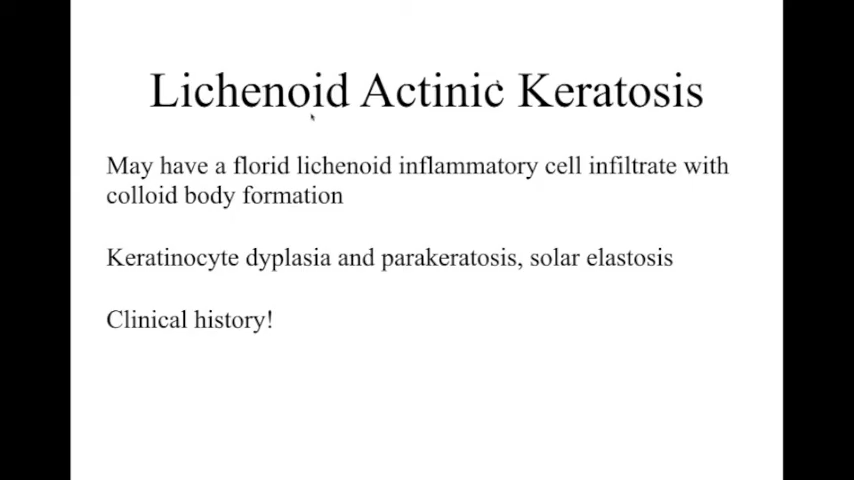 Lichenoid Actinic Keratosis
May have a florid lichenoid inflammatory cell infiltrate with
colloid body formation
Keratinocyte dyplasia and parakeratosis, solar elastosis
Clinical history!